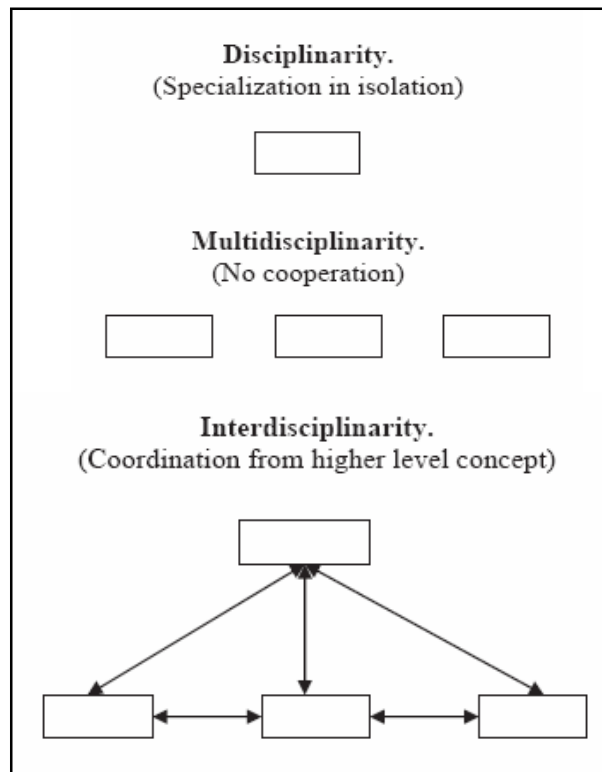 Disciplinarity.
(Specialization in isolation)
Multidisciplinarity.
(No cooperation)
Interdisciplinarity.
(Coordination from higher level concept)